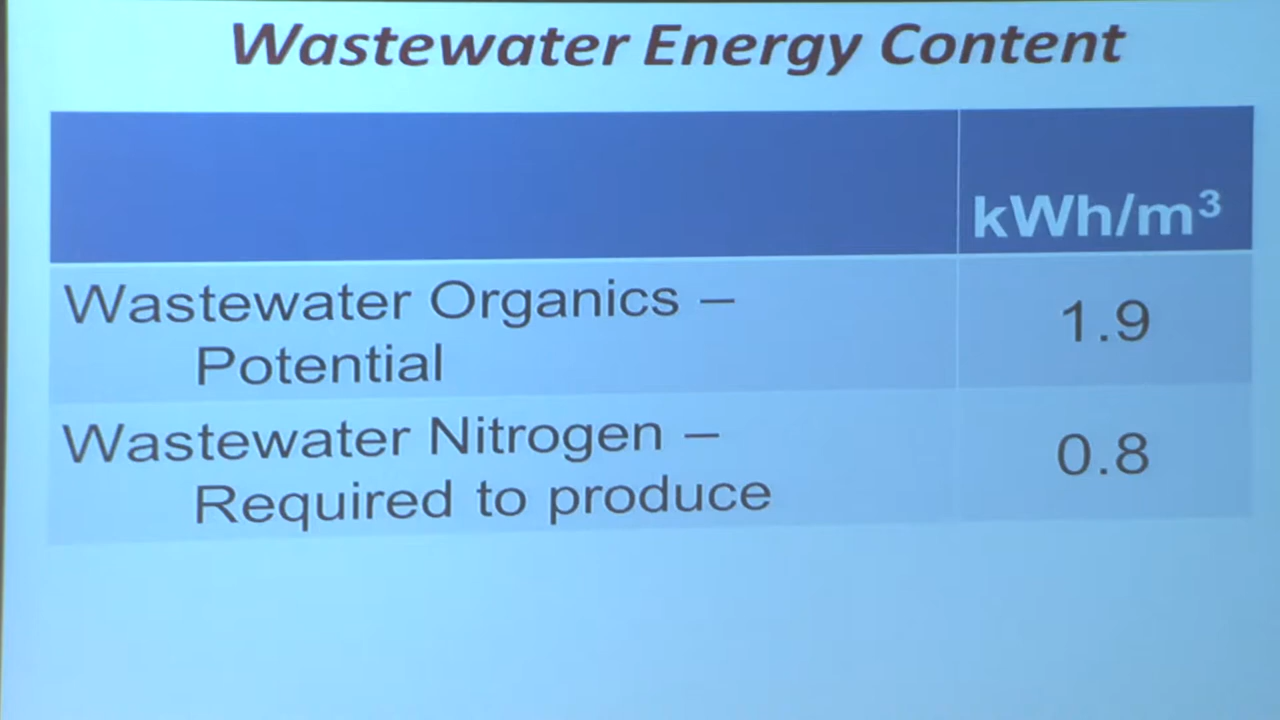 Wastewater Energy Content
kWh/m³
Wastewater Organics –
Potential
1.9
Wastewater Nitrogen –
Required to produce
0.8